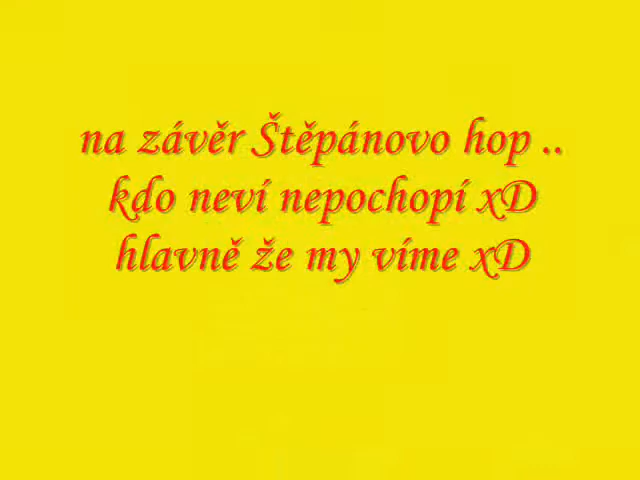 na závěr Štěpánovo hop ..
kdo neví nepochopí xD
hlavně že my víme xD